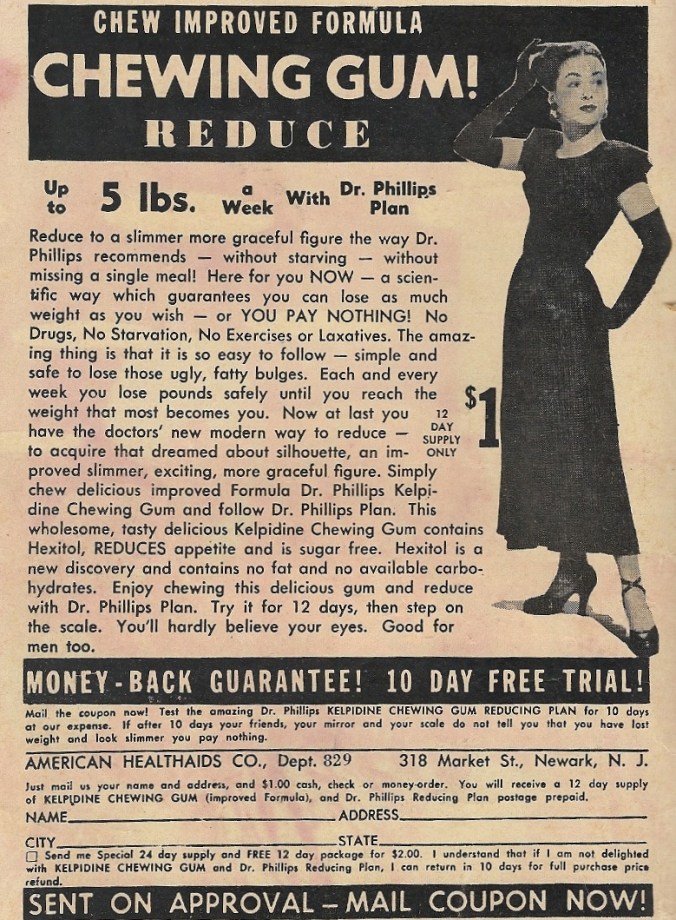 CHEW IMPROVED FORMULA
CHEWING GUM!
REDUCE
Up to 5 lbs. a Week With Dr. Phillips Plan
Reduce to a slimmer more graceful figure the way Dr.
Phillips recommends — without starving — without
missing a single meal! Here for you NOW — a scien-
tific way which guarantees you can lose as much
weight as you wish — or YOU PAY NOTHING! No
Drugs, No Starvation, No Exercises or Laxatives. The amaz-
ing thing is that it is so easy to follow — simple and
safe to lose those ugly, fatty bulges. Each and every
week you lose pounds safely until you reach the
weight that most becomes you. Now at last you
have the doctors' new modern way to reduce —
to acquire that dreamed about silhouette, an im-
proved slimmer, exciting, more graceful figure. Simply
chew delicious improved Formula Dr. Phillips Kelpi-
dine Chewing Gum and follow Dr. Phillips Plan. This
wholesome, tasty delicious Kelpidine Chewing Gum contains
Hexitol, REDUCES appetite and is sugar free. Hexitol is a
new discovery and contains no fat and no available carbo-
hydrates. Enjoy chewing this delicious gum and reduce
with Dr. Phillips Plan. Try it for 12 days, then step on
the scale. You'll hardly believe your eyes. Good for
men too.
12
DAY
SUPPLY
ONLY
$1
MONEY-BACK GUARANTEE! 10 DAY FREE TRIAL!
Mail the coupon now! Test the amazing Dr. Phillips KELPIDINE CHEWING GUM REDUCING PLAN for 10 days
at our expense. If after 10 days your friends, your mirror and your scale do not tell you that you have lost
weight and look slimmer you pay nothing.
AMERICAN HEALTHAIDS CO., Dept. 829 318 Market St., Newark, N. J.
Just mail us your name and address, and $1.00 cash, check or money-order. You will receive a 12 day supply
of KELPIDINE CHEWING GUM (improved Formula), and Dr. Phillips Reducing Plan postage prepaid.
NAME ADDRESS
CITY STATE
Send me Special 24 day supply and FREE 12 day package for $2.00. I understand that if I am not delighted
with KELPIDINE CHEWING GUM and Dr. Phillips Reducing Plan, I can return in 10 days for full purchase price
refund.
SENT ON APPROVAL – MAIL COUPON NOW!